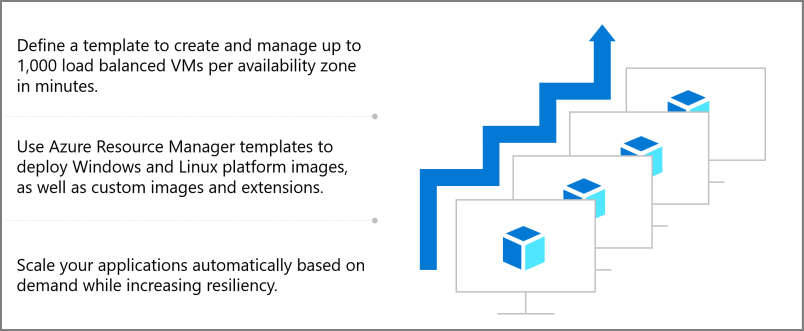 Define a template to create and manage up to
1,000 load balanced VMs per availability zone
in minutes.
Use Azure Resource Manager templates to
deploy Windows and Linux platform images,
as well as custom images and extensions.
Scale your applications automatically based on
demand while increasing resiliency.